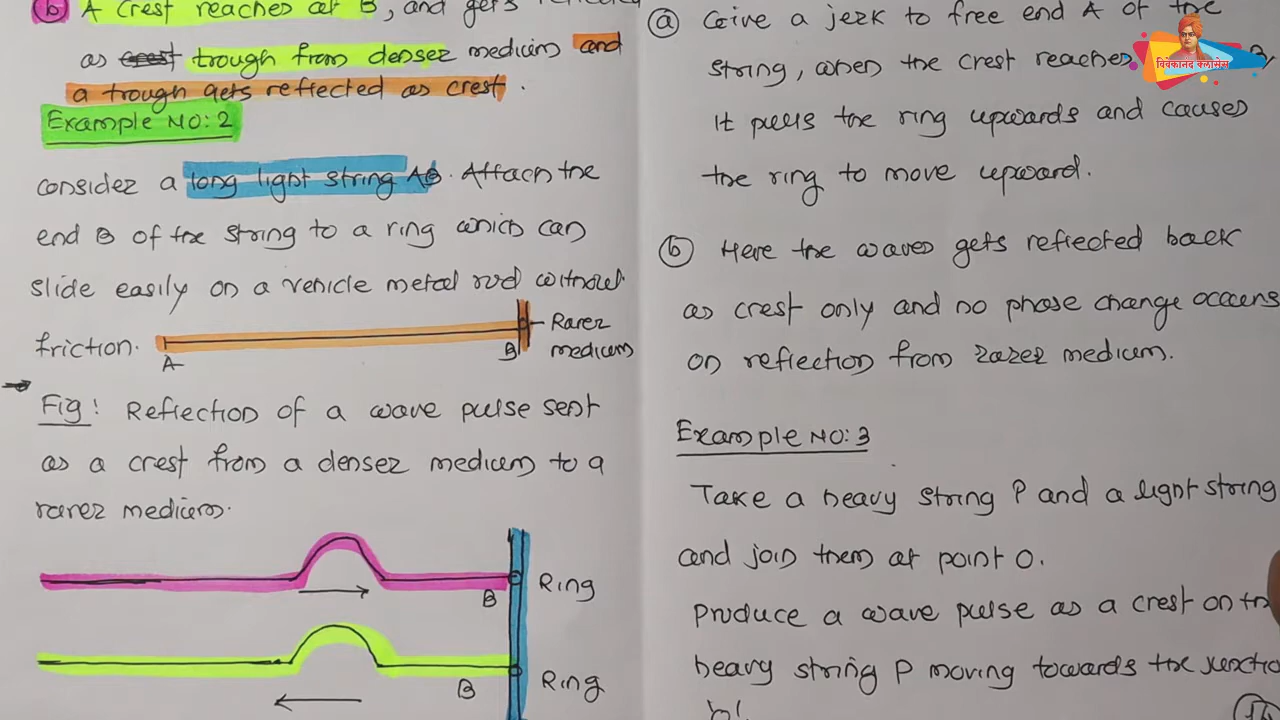 (b) A crest reaches at B, and gets reflected
as crest trough from denser medium and
a trough gets reflected as crest.
Example NO:2
consider a long light string AB. Attach the
end B of the string to a ring which can
slide easily on a vehicle metal rod without
friction.
A
B
Rarer
medium
Fig: Reflection of a wave pulse sent
as a crest from a denser medium to a
rarer medium.
B
Ring
B
Ring
(a) Give a jerk to free end A of the
string, when the crest reaches B,
It pulls the ring upwards and causes
the ring to move upward.
(b) Here the waves gets reflected back
as crest only and no phase change occurs
on reflection from rarer medium.
Example NO:3
Take a heavy string P and a light string
and join them at point O.
produce a wave pulse as a crest on
heavy string P moving towards the
विवेकानंद क्लासेस